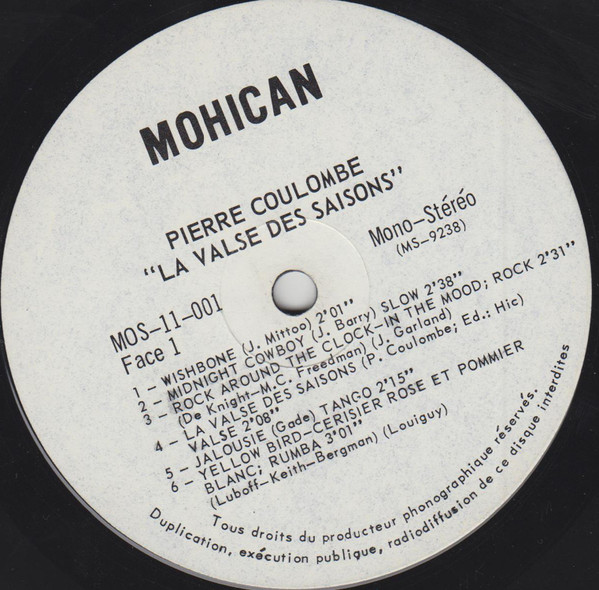 MOHICAN
PIERRE COULOMBE
"LA VALSE DES SAISONS"
Mono-Stéréo
(MS-9238)
MOS-11-001
Face 1
1 - WISHBONE (J. Mittoo) 2'01"
2 - MIDNIGHT COWBOY (J. Barry) SLOW 2'38"
3 - ROCK AROUND THE CLOCK-IN THE MOOD; ROCK 2'31"
(De Knight-M.C. Freedman) (J. Garland)
4 - LA VALSE DES SAISONS (P. Coulombe; Ed.: Hic)
VALSE 2'08"
5 - JALOUSIE (Gade) TANGO 2'15"
6 - YELLOW BIRD-CERISIER ROSE ET POMMIER
BLANC; RUMBA 3'01"
(Luboff-Keith-Bergman) (Louiguy)
Tous droits du producteur phonographique réservés.
Duplication, exécution publique, radiodiffusion de ce disque interdites